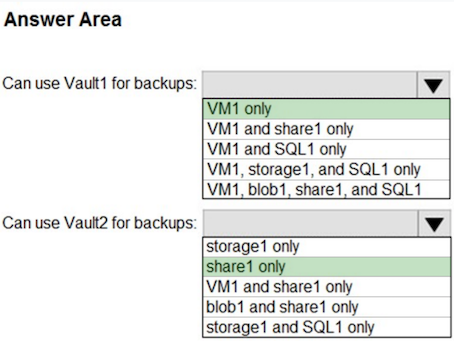 Answer Area
Can use Vault1 for backups:
VM1 only
VM1 and share1 only
VM1 and SQL1 only
VM1, storage1, and SQL1 only
VM1, blob1, share1, and SQL1
Can use Vault2 for backups:
storage1 only
share1 only
VM1 and share1 only
blob1 and share1 only
storage1 and SQL1 only